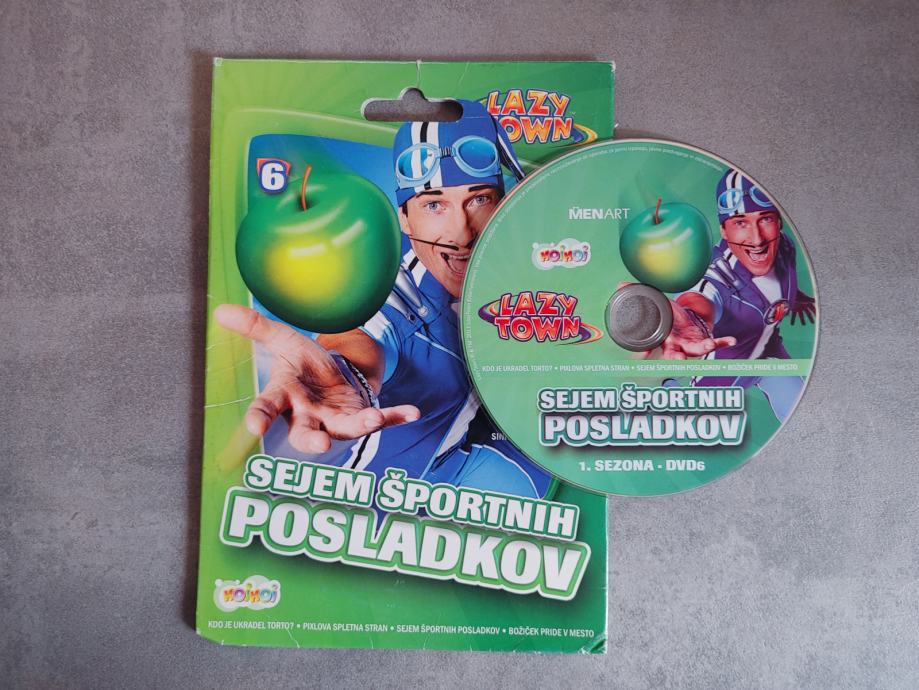 LAZY
TOWN
6
SEJEM ŠPORTNIH
POSLADKOV
HOJHOJ
KDO JE UKRADEL TORTO? • PIXLOVA SPLETNA STRAN • SEJEM ŠPORTNIH POSLADKOV • BOŽIČEK PRIDE V MESTO
MENART
HOJHOJ
LAZY
TOWN
KDO JE UKRADEL TORTO? • PIXLOVA SPLETNA STRAN • SEJEM ŠPORTNIH POSLADKOV • BOŽIČEK PRIDE V MESTO
SEJEM ŠPORTNIH
POSLADKOV
1. SEZONA - DVD6